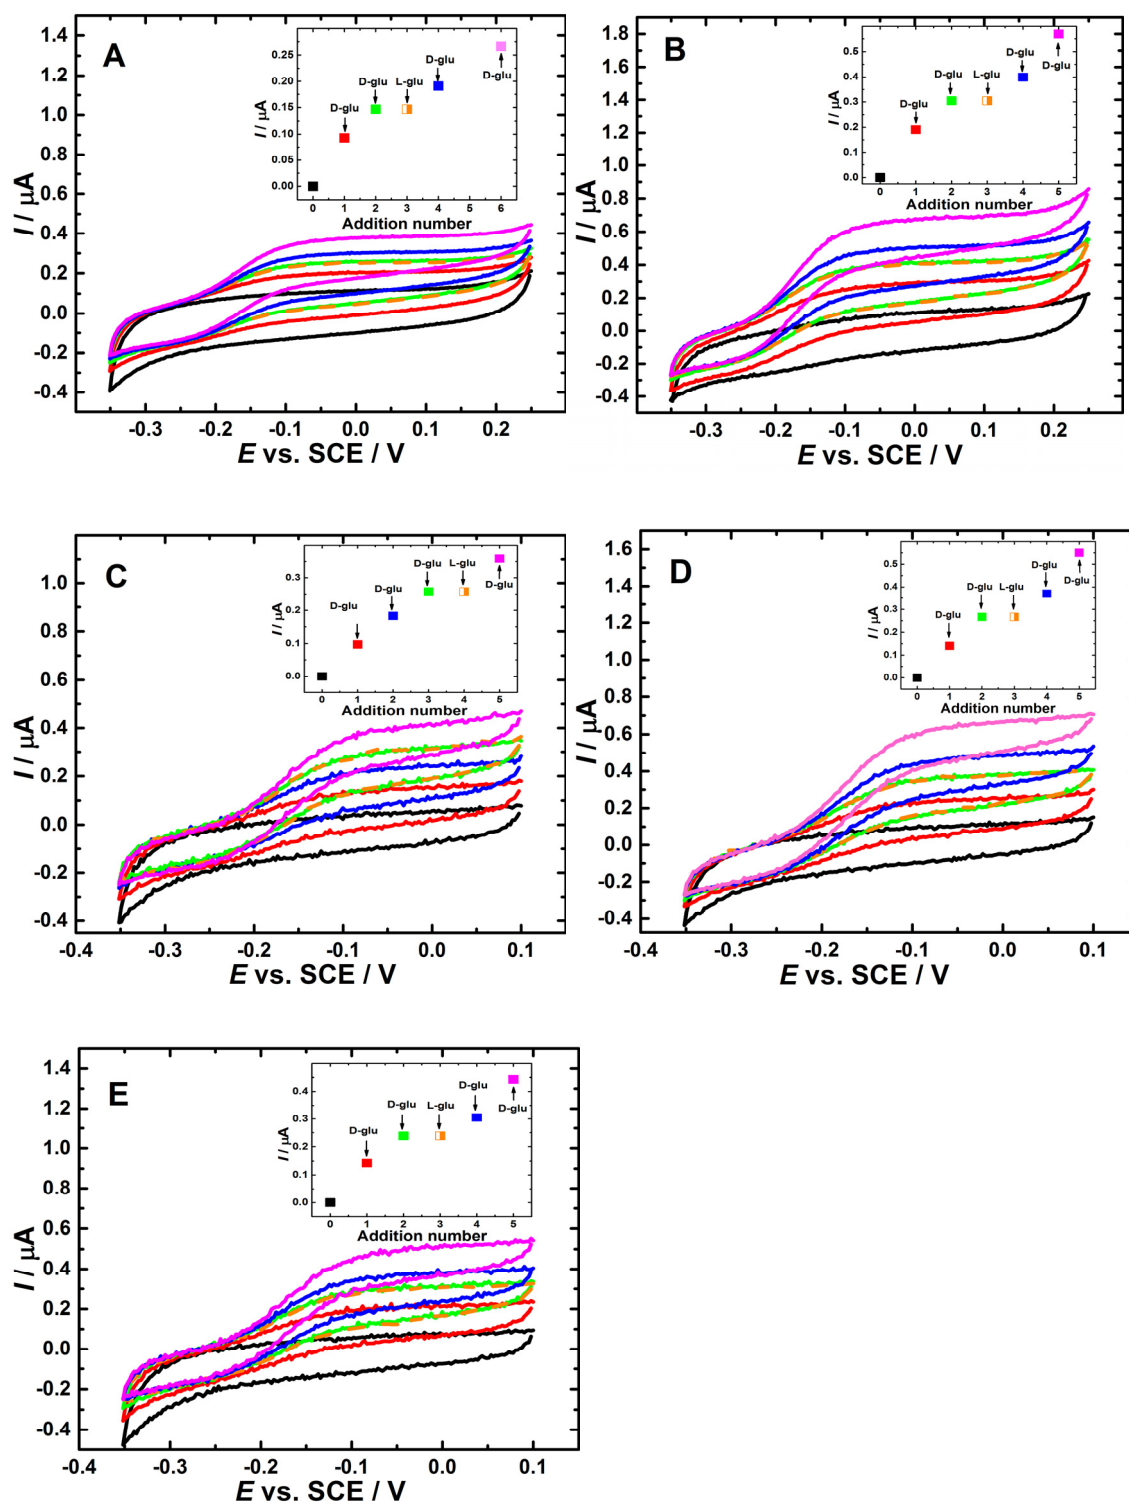 A
1.4
1.2
1.0
0.8
0.6
0.4
0.2
0.0
-0.2
-0.4
I / µA
-0.3 -0.2 -0.1 0.0 0.1 0.2
E vs. SCE / V
0.25
0.20
0.15
0.10
0.05
0.00
I / µA
D-glu
D-glu
L-glu
D-glu
D-glu
0 1 2 3 4 5 6
Addition number
B
1.8
1.6
1.4
1.2
1.0
0.8
0.6
0.4
0.2
0.0
-0.2
-0.4
I / µA
-0.3 -0.2 -0.1 0.0 0.1 0.2
E vs. SCE / V
0.5
0.4
0.3
0.2
0.1
0.0
I / µA
D-glu
D-glu
L-glu
D-glu
D-glu
0 1 2 3 4 5
Addition number
C
1.0
0.8
0.6
0.4
0.2
0.0
-0.2
-0.4
I / µA
-0.4 -0.3 -0.2 -0.1 0.0 0.1
E vs. SCE / V
0.3
0.2
0.1
0.0
I / µA
D-glu
D-glu
D-glu
L-glu
D-glu
0 1 2 3 4 5
Addition number
D
1.6
1.4
1.2
1.0
0.8
0.6
0.4
0.2
0.0
-0.2
-0.4
I / µA
-0.4 -0.3 -0.2 -0.1 0.0 0.1
E vs. SCE / V
0.5
0.4
0.3
0.2
0.1
0.0
I / µA
D-glu
D-glu
L-glu
D-glu
D-glu
0 1 2 3 4 5
Addition number
E
1.4
1.2
1.0
0.8
0.6
0.4
0.2
0.0
-0.2
-0.4
I / µA
-0.4 -0.3 -0.2 -0.1 0.0 0.1
E vs. SCE / V
0.4
0.3
0.2
0.1
0.0
I / µA
D-glu
D-glu
L-glu
D-glu
D-glu
0 1 2 3 4 5
Addition number